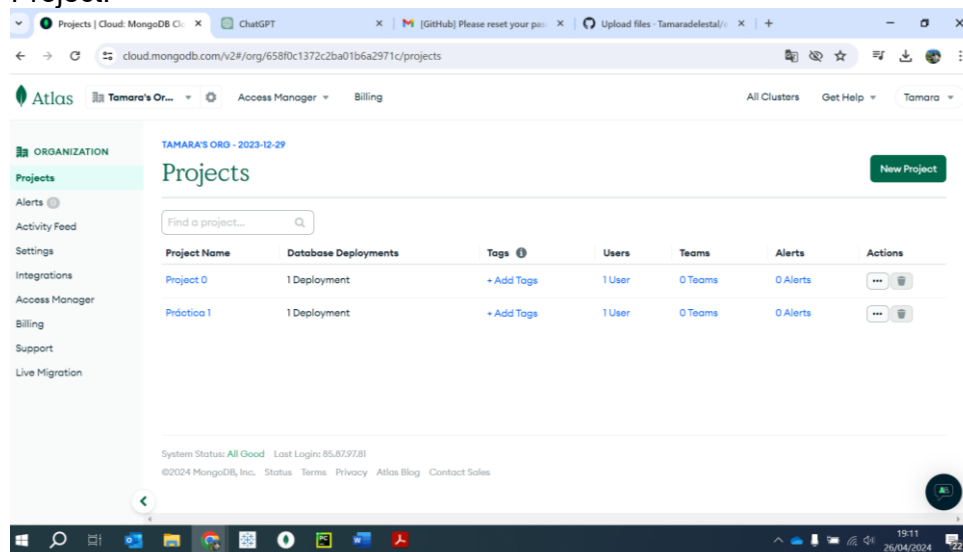 Project.
Projects | Cloud: MongoDB Clo
ChatGPT
[GitHub] Please reset your pas
Upload files · Tamaradelestal/
cloud.mongodb.com/v2#/org/658f0c1372c2ba01b6a2971c/projects
Atlas
Tamara's Or...
Access Manager
Billing
All Clusters
Get Help
Tamara
ORGANIZATION
Projects
Alerts 0
Activity Feed
Settings
Integrations
Access Manager
Billing
Support
Live Migration
TAMARA'S ORG - 2023-12-29
Projects
New Project
Find a project...
Project Name Database Deployments Tags Users Teams Alerts Actions
Project 0 1 Deployment + Add Tags 1 User 0 Teams 0 Alerts
Práctica 1 1 Deployment + Add Tags 1 User 0 Teams 0 Alerts
System Status: All Good Last Login: 85.87.97.81
©2024 MongoDB, Inc. Status Terms Privacy Atlas Blog Contact Sales
19:11
26/04/2024
22